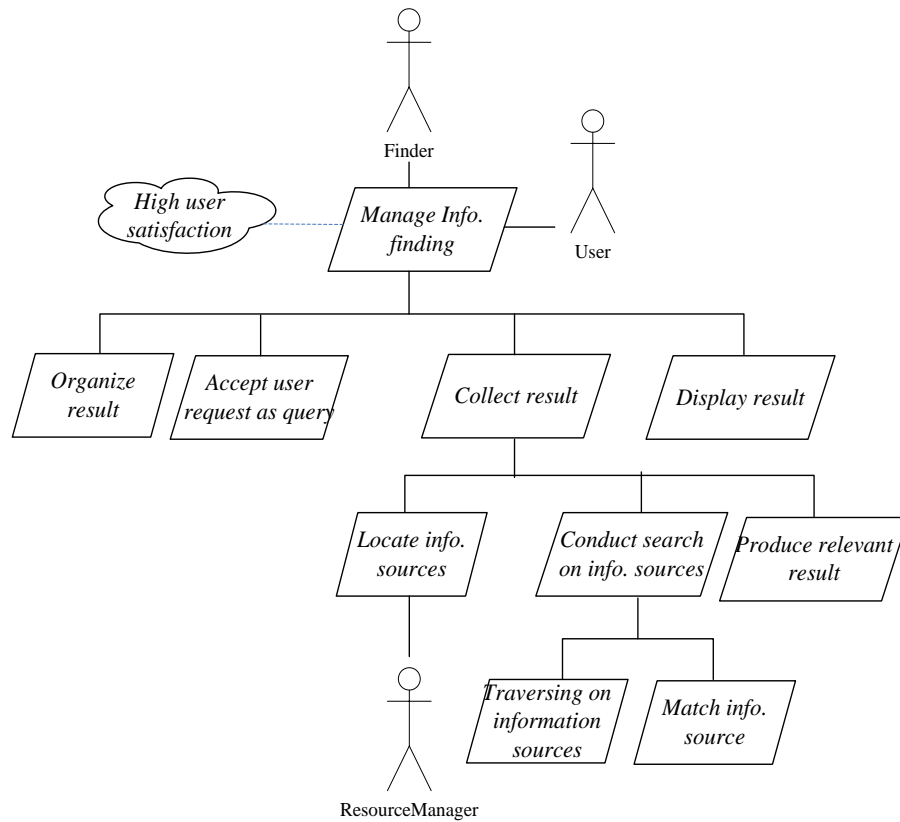 Finder
High user
satisfaction
Manage Info.
finding
User
Organize
result
Accept user
request as query
Collect result
Display result
Locate info.
sources
Conduct search
on info. sources
Produce relevant
result
Traversing on
information
sources
Match info.
source
ResourceManager